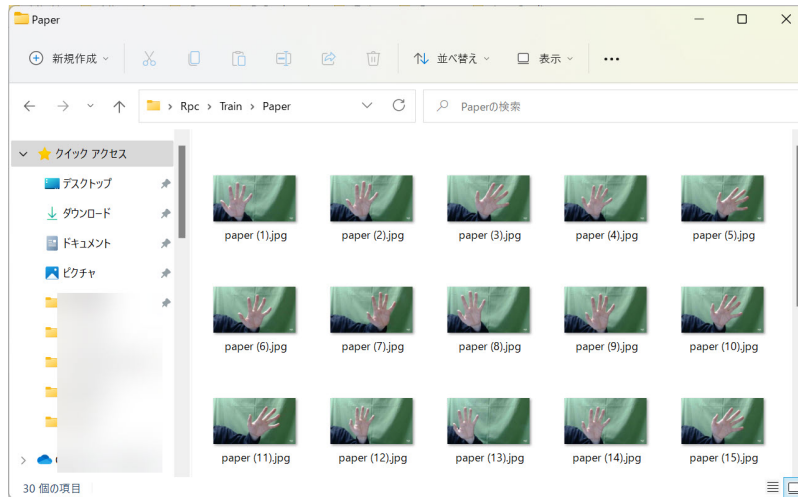 Paper
新規作成
並べ替え
表示
Rpc > Train > Paper
Paperの検索
クイック アクセス
デスクトップ
ダウンロード
ドキュメント
ピクチャ
paper (1).jpg
paper (2).jpg
paper (3).jpg
paper (4).jpg
paper (5).jpg
paper (6).jpg
paper (7).jpg
paper (8).jpg
paper (9).jpg
paper (10).jpg
paper (11).jpg
paper (12).jpg
paper (13).jpg
paper (14).jpg
paper (15).jpg
30 個の項目